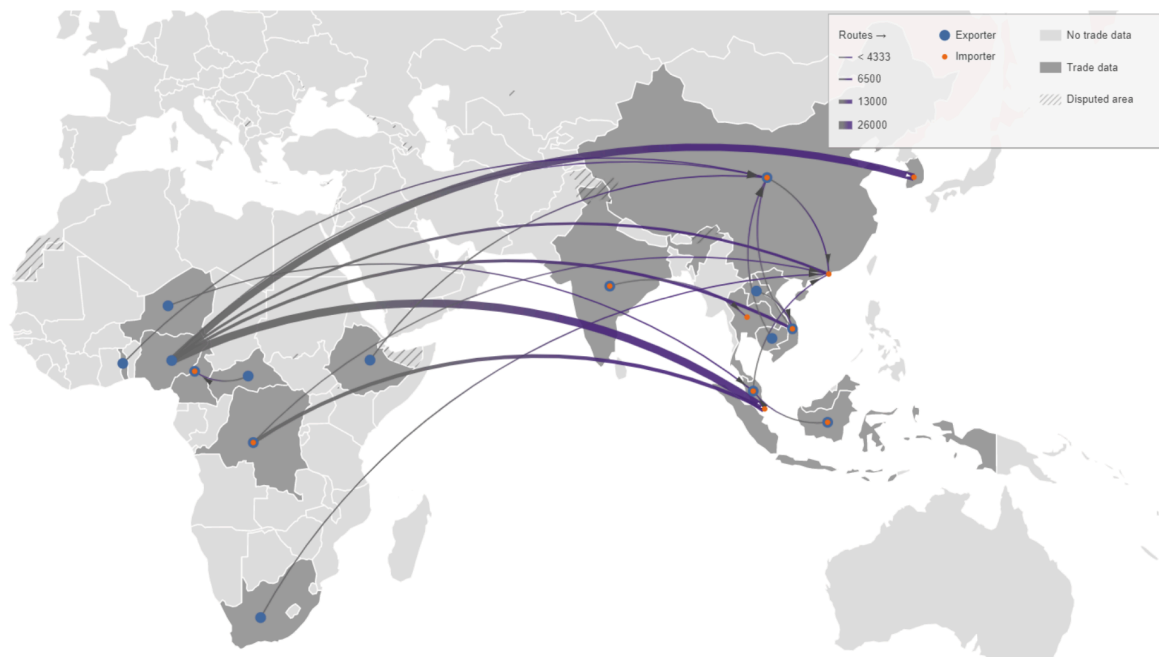 Routes →
< 4333
6500
13000
26000
Exporter
Importer
No trade data
Trade data
Disputed area